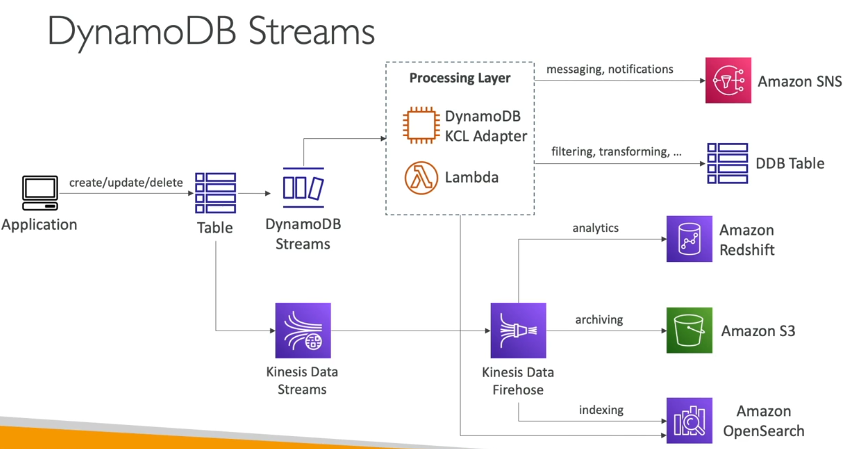 DynamoDB Streams
Processing Layer
DynamoDB
KCL Adapter
Lambda
messaging, notifications
Amazon SNS
filtering, transforming, ...
DDB Table
create/update/delete
Application
Table
DynamoDB
Streams
analytics
Amazon
Redshift
Kinesis Data
Streams
Kinesis Data
Firehose
archiving
Amazon S3
indexing
Amazon
OpenSearch